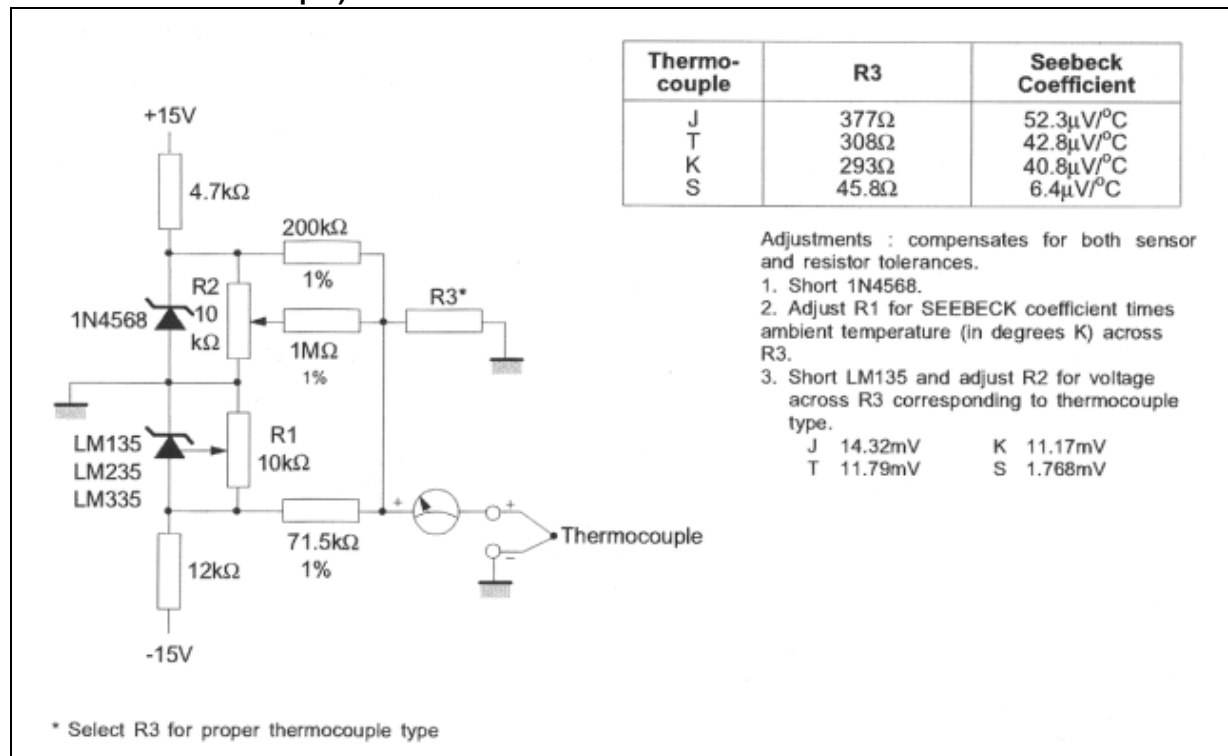 Thermo-
couple
R3
Seebeck
Coefficient
J 377Ω 52.3µV/°C
T 308Ω 42.8µV/°C
K 293Ω 40.8µV/°C
S 45.8Ω 6.4µV/°C
+15V
4.7kΩ
200kΩ
1%
R2
10
kΩ
1N4568
1MΩ
1%
R3*
LM135
LM235
LM335
R1
10kΩ
71.5kΩ
1%
+
+
−
Thermocouple
12kΩ
-15V
Adjustments : compensates for both sensor
and resistor tolerances.
1. Short 1N4568.
2. Adjust R1 for SEEBECK coefficient times
ambient temperature (in degrees K) across
R3.
3. Short LM135 and adjust R2 for voltage
across R3 corresponding to thermocouple
type.
J 14.32mV K 11.17mV
T 11.79mV S 1.768mV
* Select R3 for proper thermocouple type